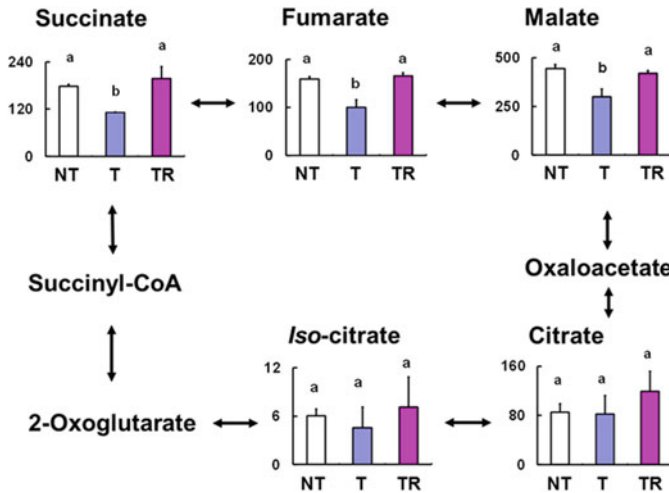 Succinate
Fumarate
Malate
240
120
0
a
b
a
NT T TR
200
100
0
a
b
a
NT T TR
500
250
0
a
b
a
NT T TR
Succinyl-CoA
Oxaloacetate
Iso-citrate
Citrate
2-Oxoglutarate
12
6
0
a
a
a
NT T TR
160
80
0
a
a
a
NT T TR